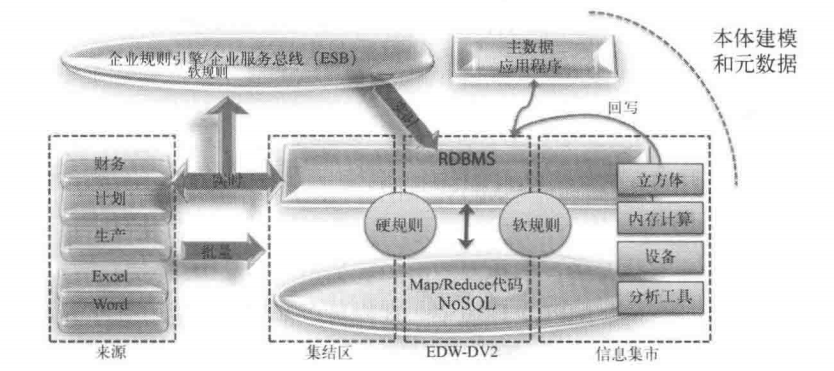 本体建模
和元数据
企业规则引擎/企业服务总线（ESB）
软规则
主数据
应用程序
回写
实时
财务
计划
生产
Excel
Word
实时
批量
RDBMS
硬规则
软规则
Map/Reduce代码
NoSQL
立方体
内存计算
设备
分析工具
来源
集结区
EDW-DV2
信息集市